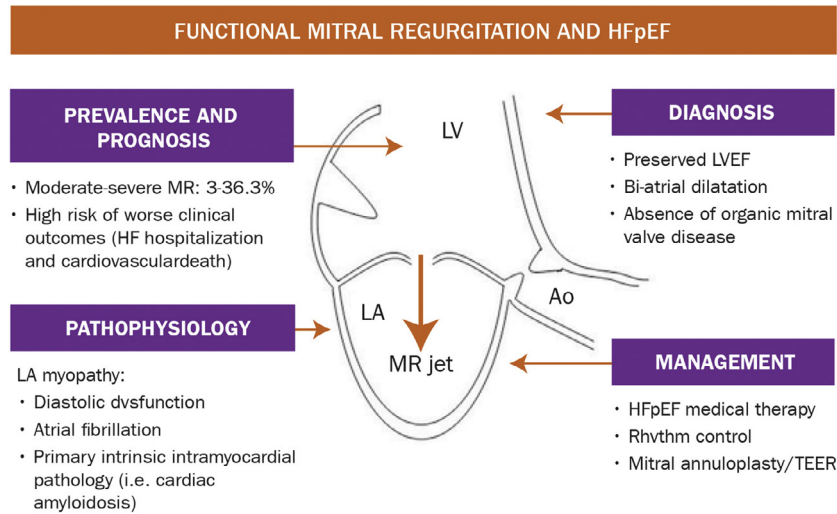 FUNCTIONAL MITRAL REGURGITATION AND HFpEF
PREVALENCE AND
PROGNOSIS
• Moderate-severe MR: 3-36.3%
• High risk of worse clinical
outcomes (HF hospitalization
and cardiovasculardeath)
PATHOPHYSIOLOGY
LA myopathy:
• Diastolic dvsfunction
• Atrial fibrillation
• Primary intrinsic intramyocardial
pathology (i.e. cardiac
amyloidosis)
LV
LA
MR jet
Ao
DIAGNOSIS
• Preserved LVEF
• Bi-atrial dilatation
• Absence of organic mitral
valve disease
MANAGEMENT
• HFpEF medical therapy
• Rhvthm control
• Mitral annuloplasty/TEER